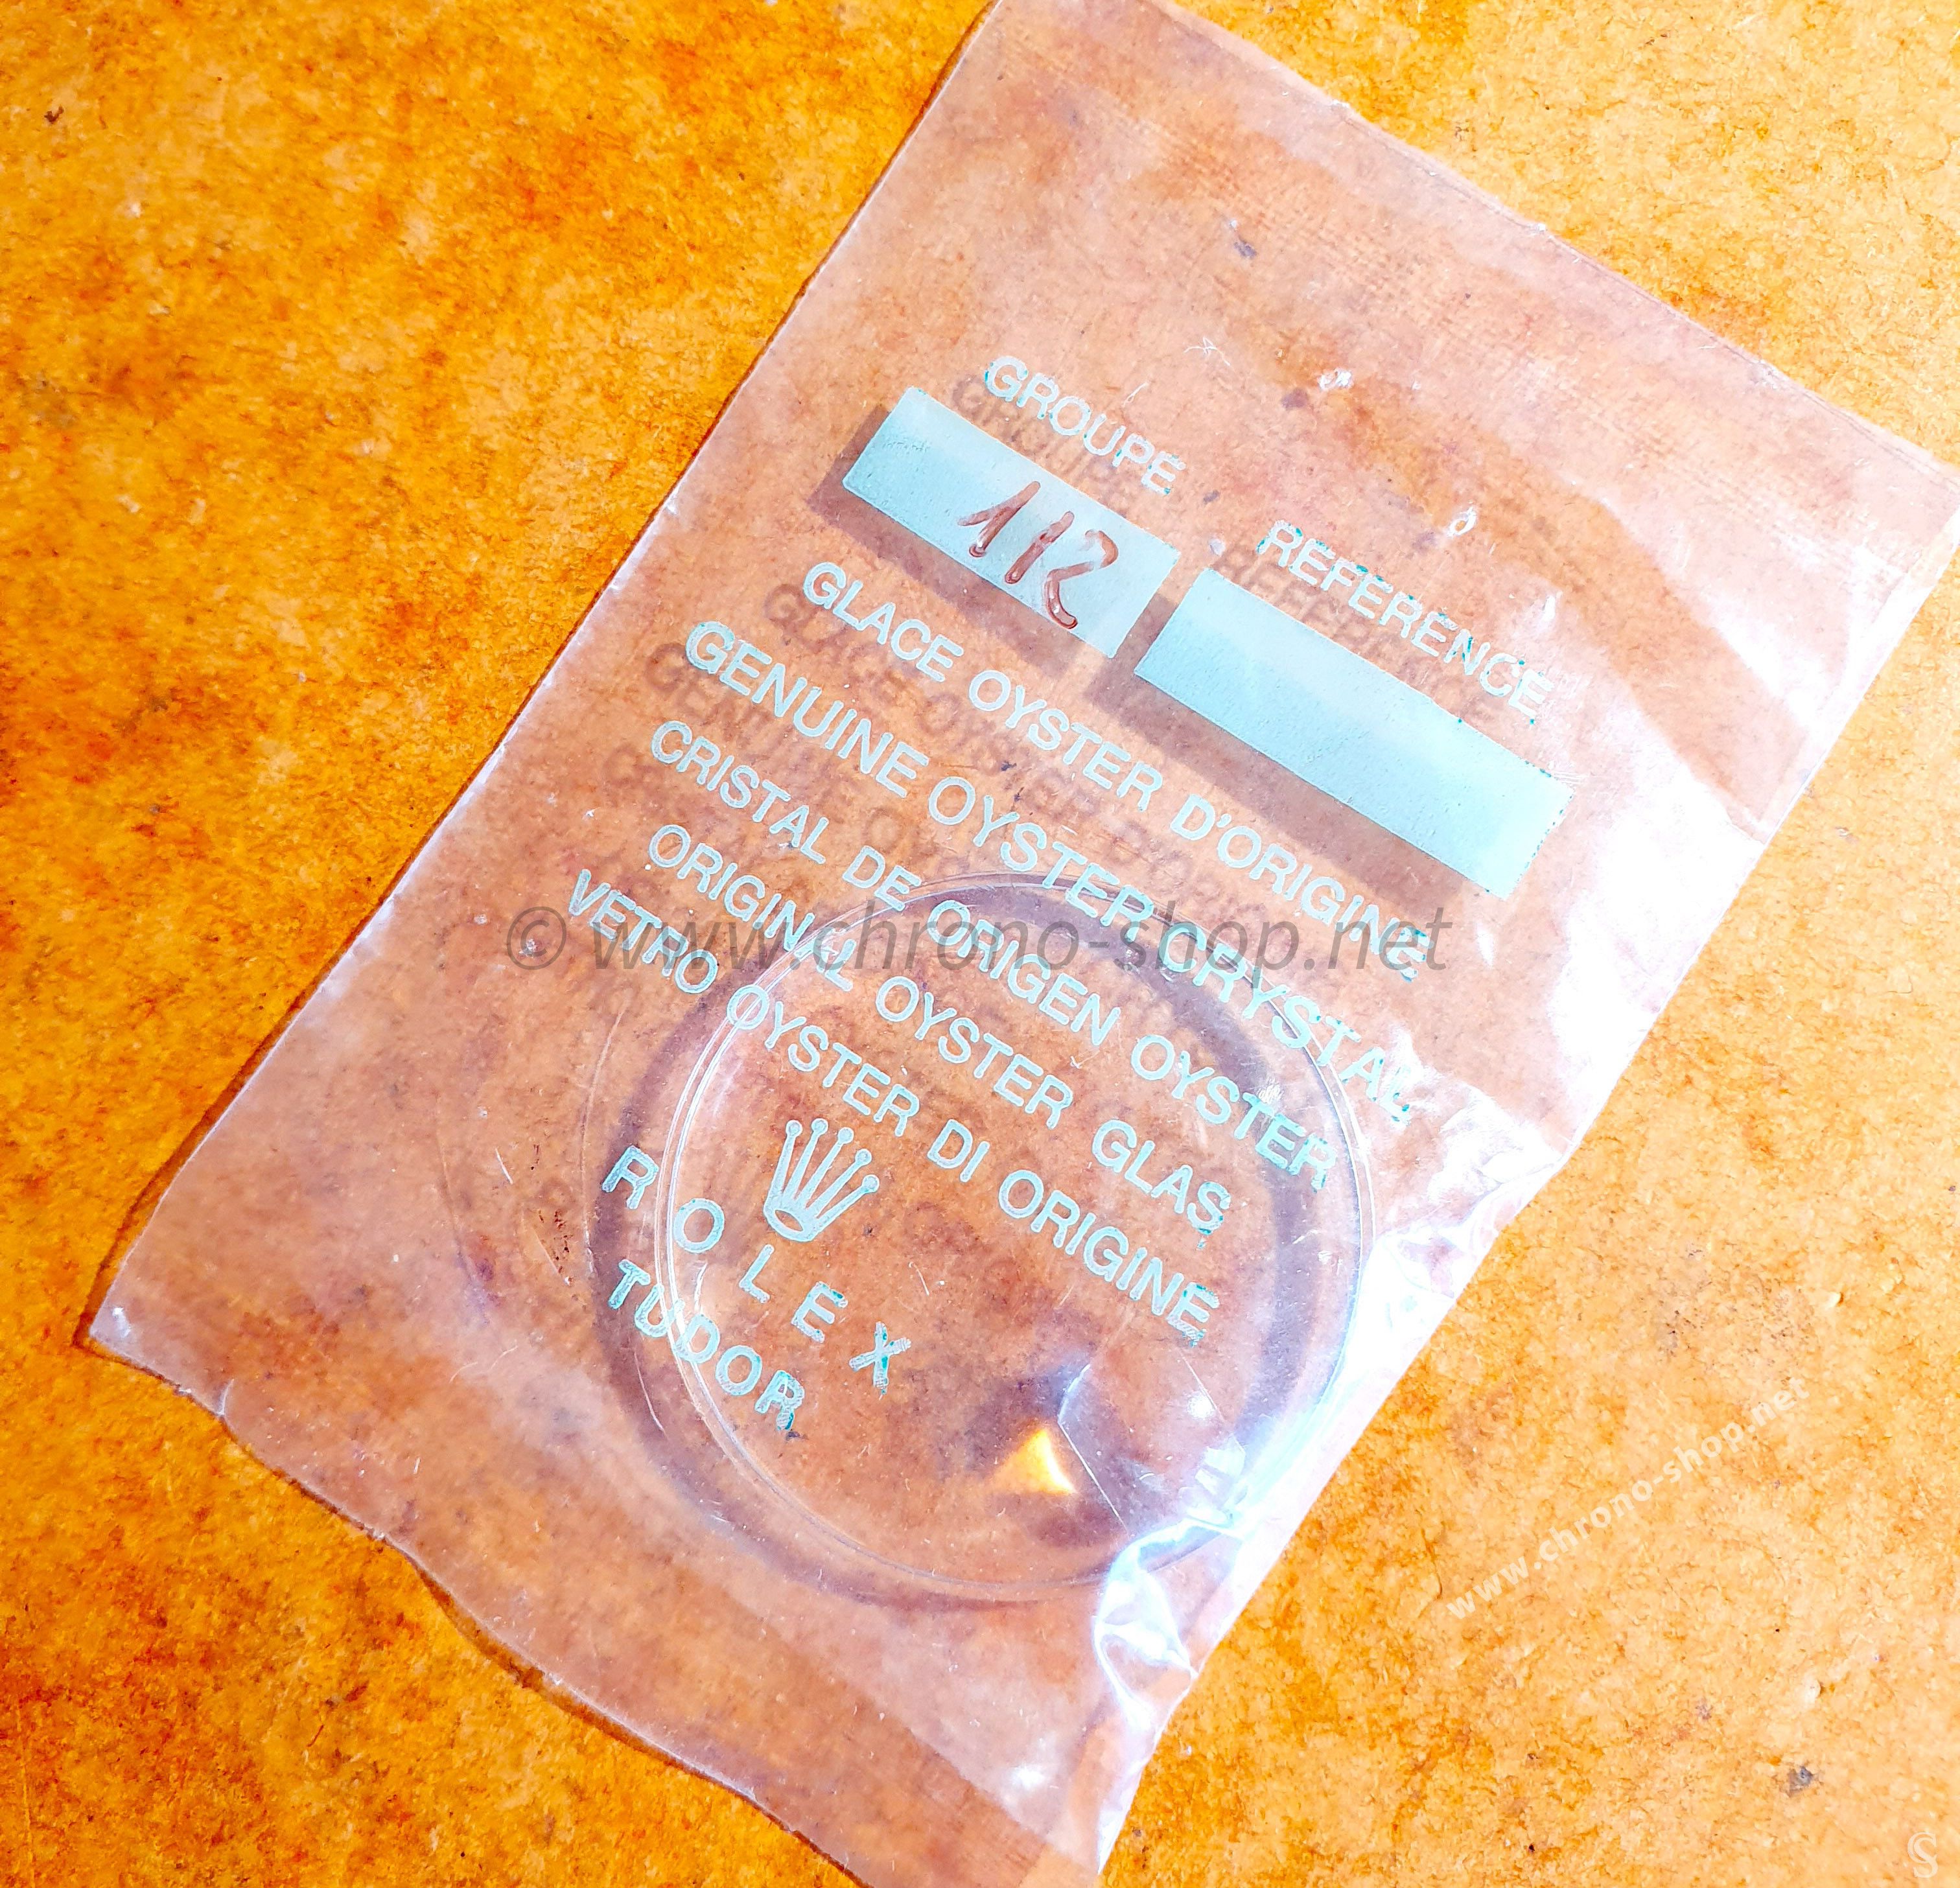 GROUPE REFERENCE
112
GLACE OYSTER D'ORIGINE
GENUINE OYSTER CRYSTAL
CRISTAL DE ORIGEN OYSTER
ORIGINAL OYSTER GLAS
VETRO OYSTER DI ORIGINE
ROLEX
TUDOR
© www.chrono-shop.net
www.chrono-shop.net
S